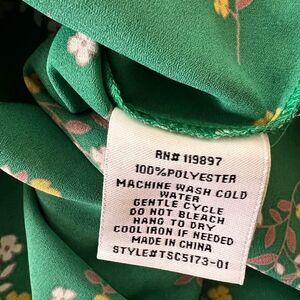 RN# 119897
100%POLYESTER
MACHINE WASH COLD
WATER
GENTLE CYCLE
DO NOT BLEACH
HANG TO DRY
COOL IRON IF NEEDED
MADE IN CHINA
STYLE#TSC5173-01